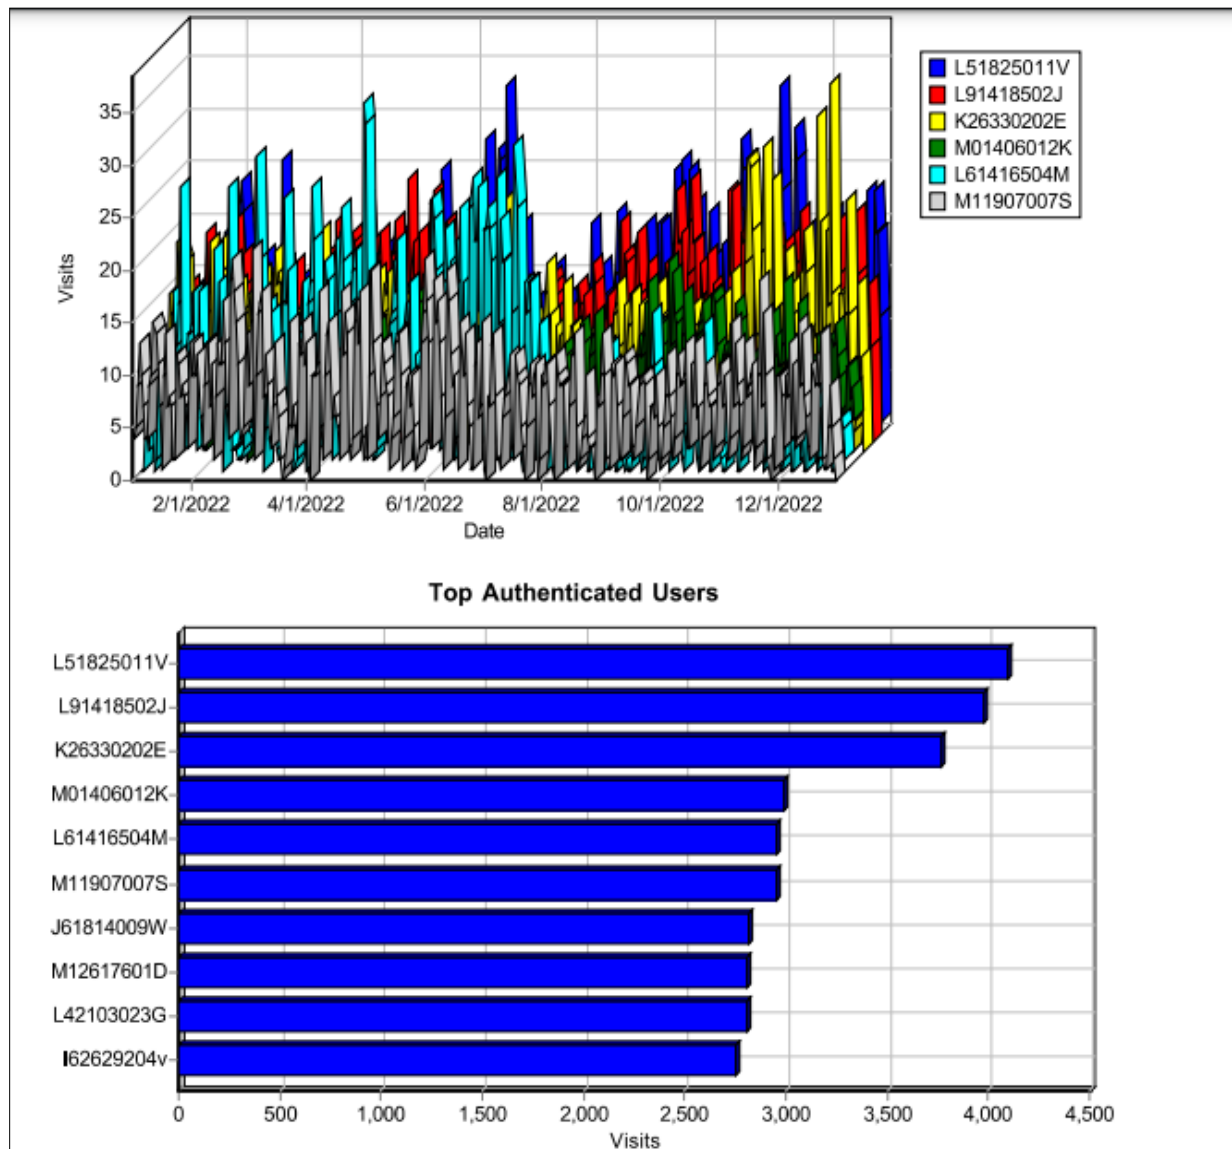 35
30
25
20
15
10
5
0
Visits
2/1/2022 4/1/2022 6/1/2022 8/1/2022 10/1/2022 12/1/2022
Date
L51825011V
L91418502J
K26330202E
M01406012K
L61416504M
M11907007S
Top Authenticated Users
L51825011V
L91418502J
K26330202E
M01406012K
L61416504M
M11907007S
J61814009W
M12617601D
L42103023G
I62629204v
0 500 1,000 1,500 2,000 2,500 3,000 3,500 4,000 4,500
Visits